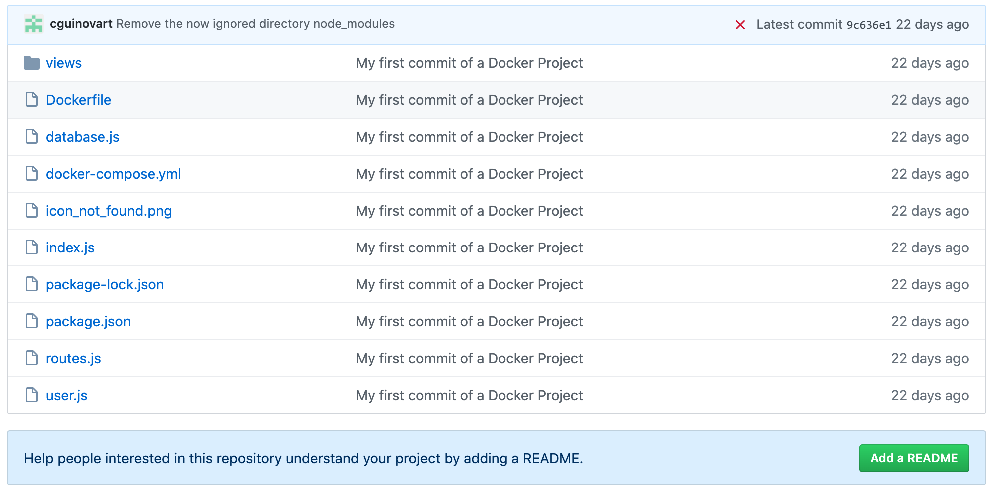 cguinovart Remove the now ignored directory node_modules Latest commit 9c636e1 22 days ago
views My first commit of a Docker Project 22 days ago
Dockerfile My first commit of a Docker Project 22 days ago
database.js My first commit of a Docker Project 22 days ago
docker-compose.yml My first commit of a Docker Project 22 days ago
icon_not_found.png My first commit of a Docker Project 22 days ago
index.js My first commit of a Docker Project 22 days ago
package-lock.json My first commit of a Docker Project 22 days ago
package.json My first commit of a Docker Project 22 days ago
routes.js My first commit of a Docker Project 22 days ago
user.js My first commit of a Docker Project 22 days ago
Help people interested in this repository understand your project by adding a README. Add a README